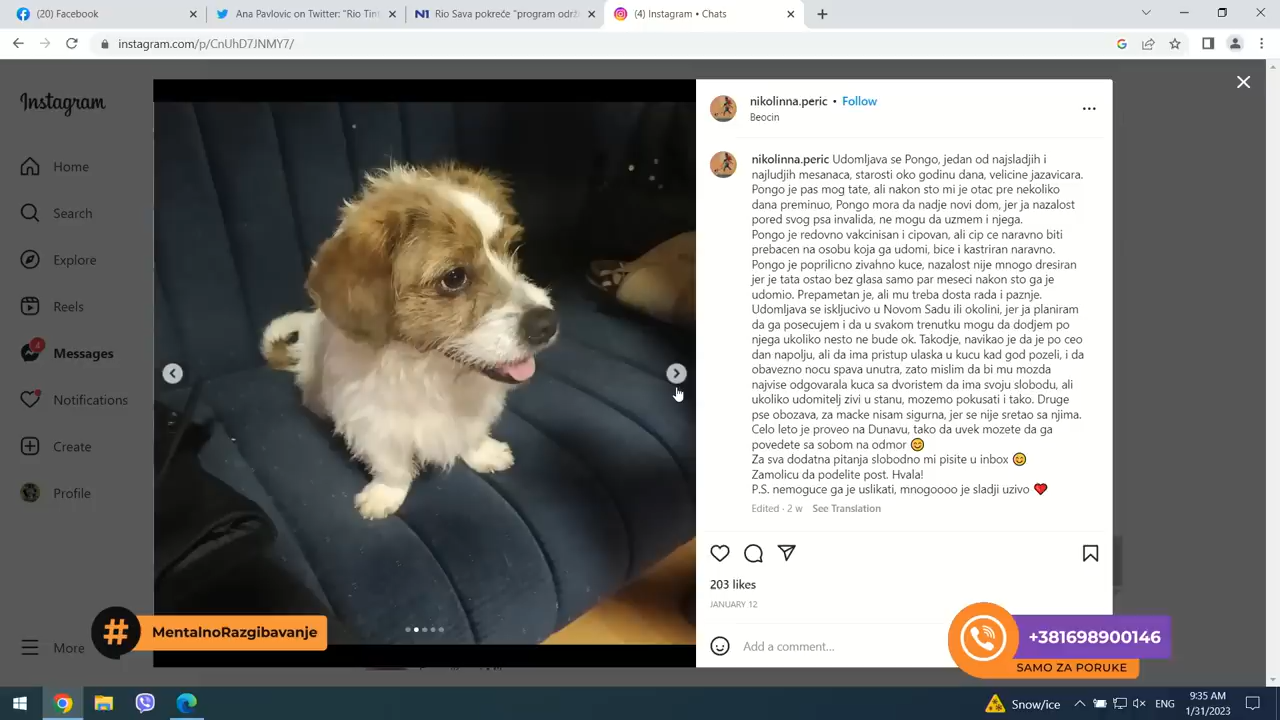 (20) Facebook
Ana Pavlovic on Twitter: "Rio Tin
N1
Rio Sava pokreće "program održ
(4) Instagram • Chats
instagram.com/p/CnUhD7JNMY7/
Instagram
Home
Search
Explore
Reels
4
Messages
Notifications
Create
Profile
More
nikolinna.peric • Follow
Beocin
nikolinna.peric Udomljava se Pongo, jedan od najsladjih i
najludjih mesanaca, starosti oko godinu dana, velicine jazavicara.
Pongo je pas mog tate, ali nakon sto mi je otac pre nekoliko
dana preminuo, Pongo mora da nadje novi dom, jer ja nazalost
pored svog psa invalida, ne mogu da uzmem i njega.
Pongo je redovno vakcinisan i cipovan, ali cip ce naravno biti
prebacen na osobu koja ga udomi, bice i kastriran naravno.
Pongo je poprilicno zivahno kuce, nazalost nije mnogo dresiran
jer je tata ostao bez glasa samo par meseci nakon sto ga je
udomio. Prepametan je, ali mu treba dosta rada i paznje.
Udomljava se iskljucivo u Novom Sadu ili okolini, jer ja planiram
da ga posecujem i da u svakom trenutku mogu da dodjem po
njega ukoliko nesto ne bude ok. Takodje, navikao je da je po ceo
dan napolju, ali da ima pristup ulaska u kucu kad god pozeli, i da
obavezno nocu spava unutra, zato mislim da bi mu mozda
najvise odgovarala kuca sa dvoristem da ima svoju slobodu, ali
ukoliko udomitelj zivi u stanu, mozemo pokusati i tako. Druge
pse obozava, za macke nisam sigurna, jer se nije sretao sa njima.
Celo leto je proveo na Dunavu, tako da uvek mozete da ga
povedete sa sobom na odmor 😊
Za sva dodatna pitanja slobodno mi pisite u inbox 😊
Zamolicu da podelite post. Hvala!
P.S. nemoguce ga je uslikati, mnogoooo je sladji uzivo ❤️
Edited · 2 w See Translation
203 likes
JANUARY 12
Add a comment...
# MentalnoRazgibavanje
+381698900146
SAMO ZA PORUKE
Snow/ice
ENG
9:35 AM
1/31/2023